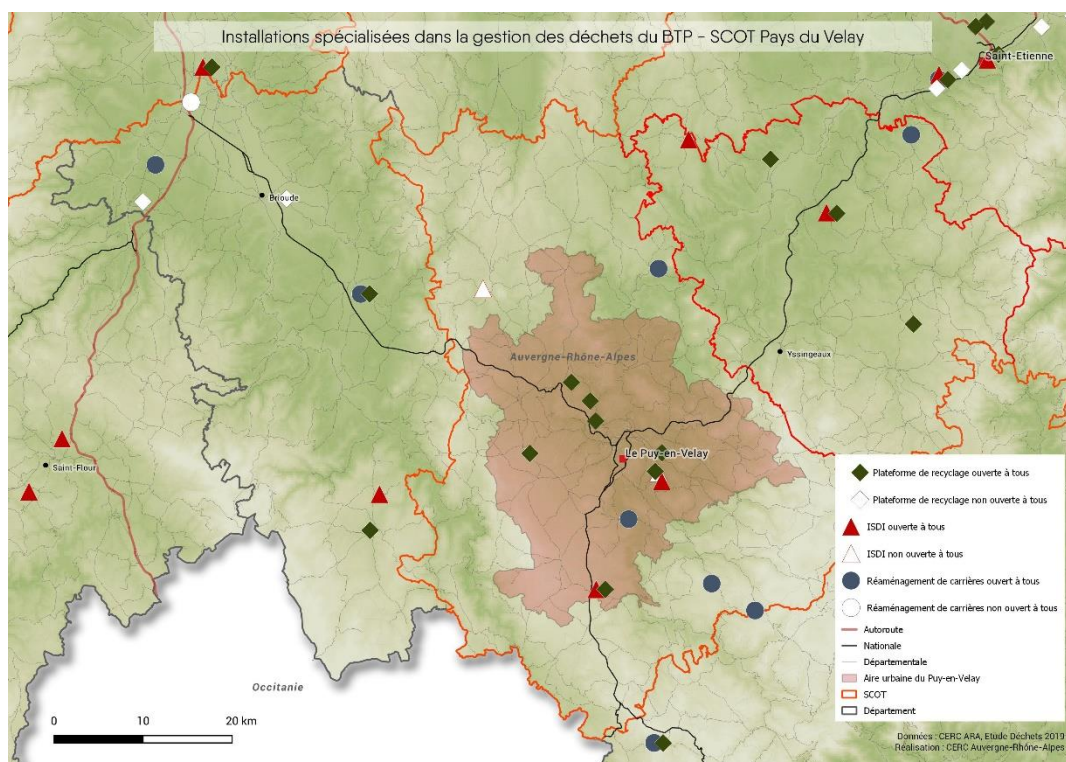 Installations spécialisées dans la gestion des déchets du BTP - SCOT Pays du Velay
Saint-Etienne
Brioude
Auvergne-Rhône-Alpes
Yssingeaux
Le Puy-en-Velay
Saint-Flour
Occitanie
Plateforme de recyclage ouverte à tous
Plateforme de recyclage non ouverte à tous
ISDI ouverte à tous
ISDI non ouverte à tous
Réaménagement de carrières ouvert à tous
Réaménagement de carrières non ouvert à tous
Autoroute
Nationale
Départementale
Aire urbaine du Puy-en-Velay
SCOT
Département
0 10 20 km
Données : CERC ARA, Etude Déchets 2019
Réalisation : CERC Auvergne-Rhône-Alpes